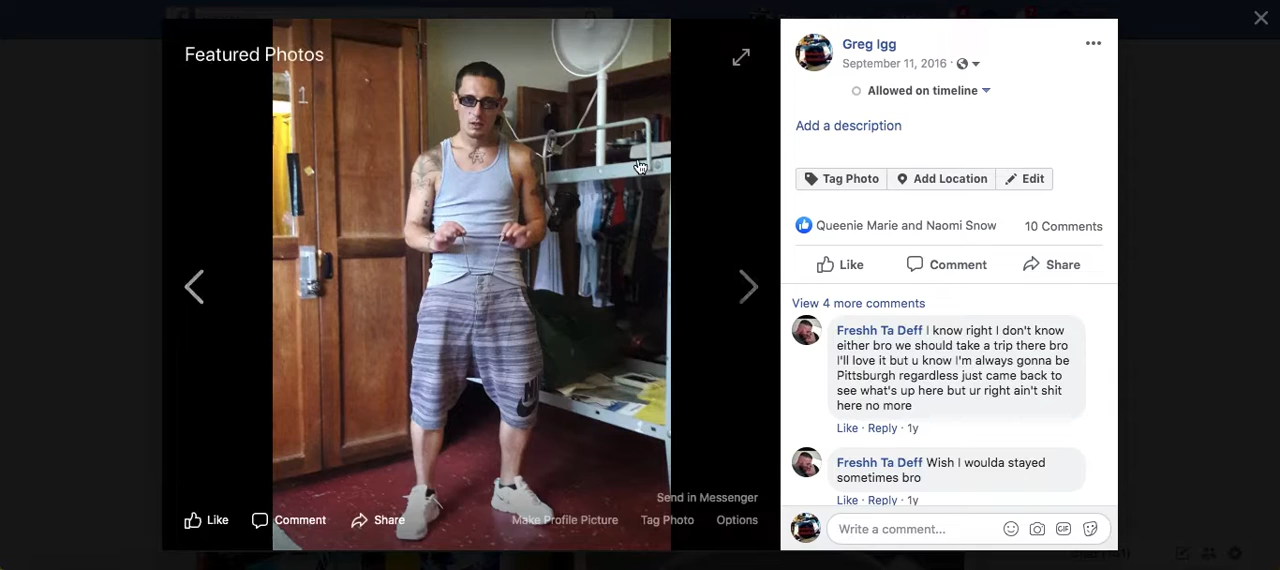 Featured Photos
1
NI
Send in Messenger
Like Comment Share Make Profile Picture Tag Photo Options
Greg Igg
September 11, 2016 ·
Allowed on timeline
Add a description
Tag Photo Add Location Edit
Queenie Marie and Naomi Snow 10 Comments
Like Comment Share
View 4 more comments
Freshh Ta Deff I know right I don't know
either bro we should take a trip there bro
I'll love it but u know I'm always gonna be
Pittsburgh regardless just came back to
see what's up here but ur right ain't shit
here no more
Like · Reply · 1y
Freshh Ta Deff Wish I woulda stayed
sometimes bro
Like · Reply · 1y
Write a comment...
GIF